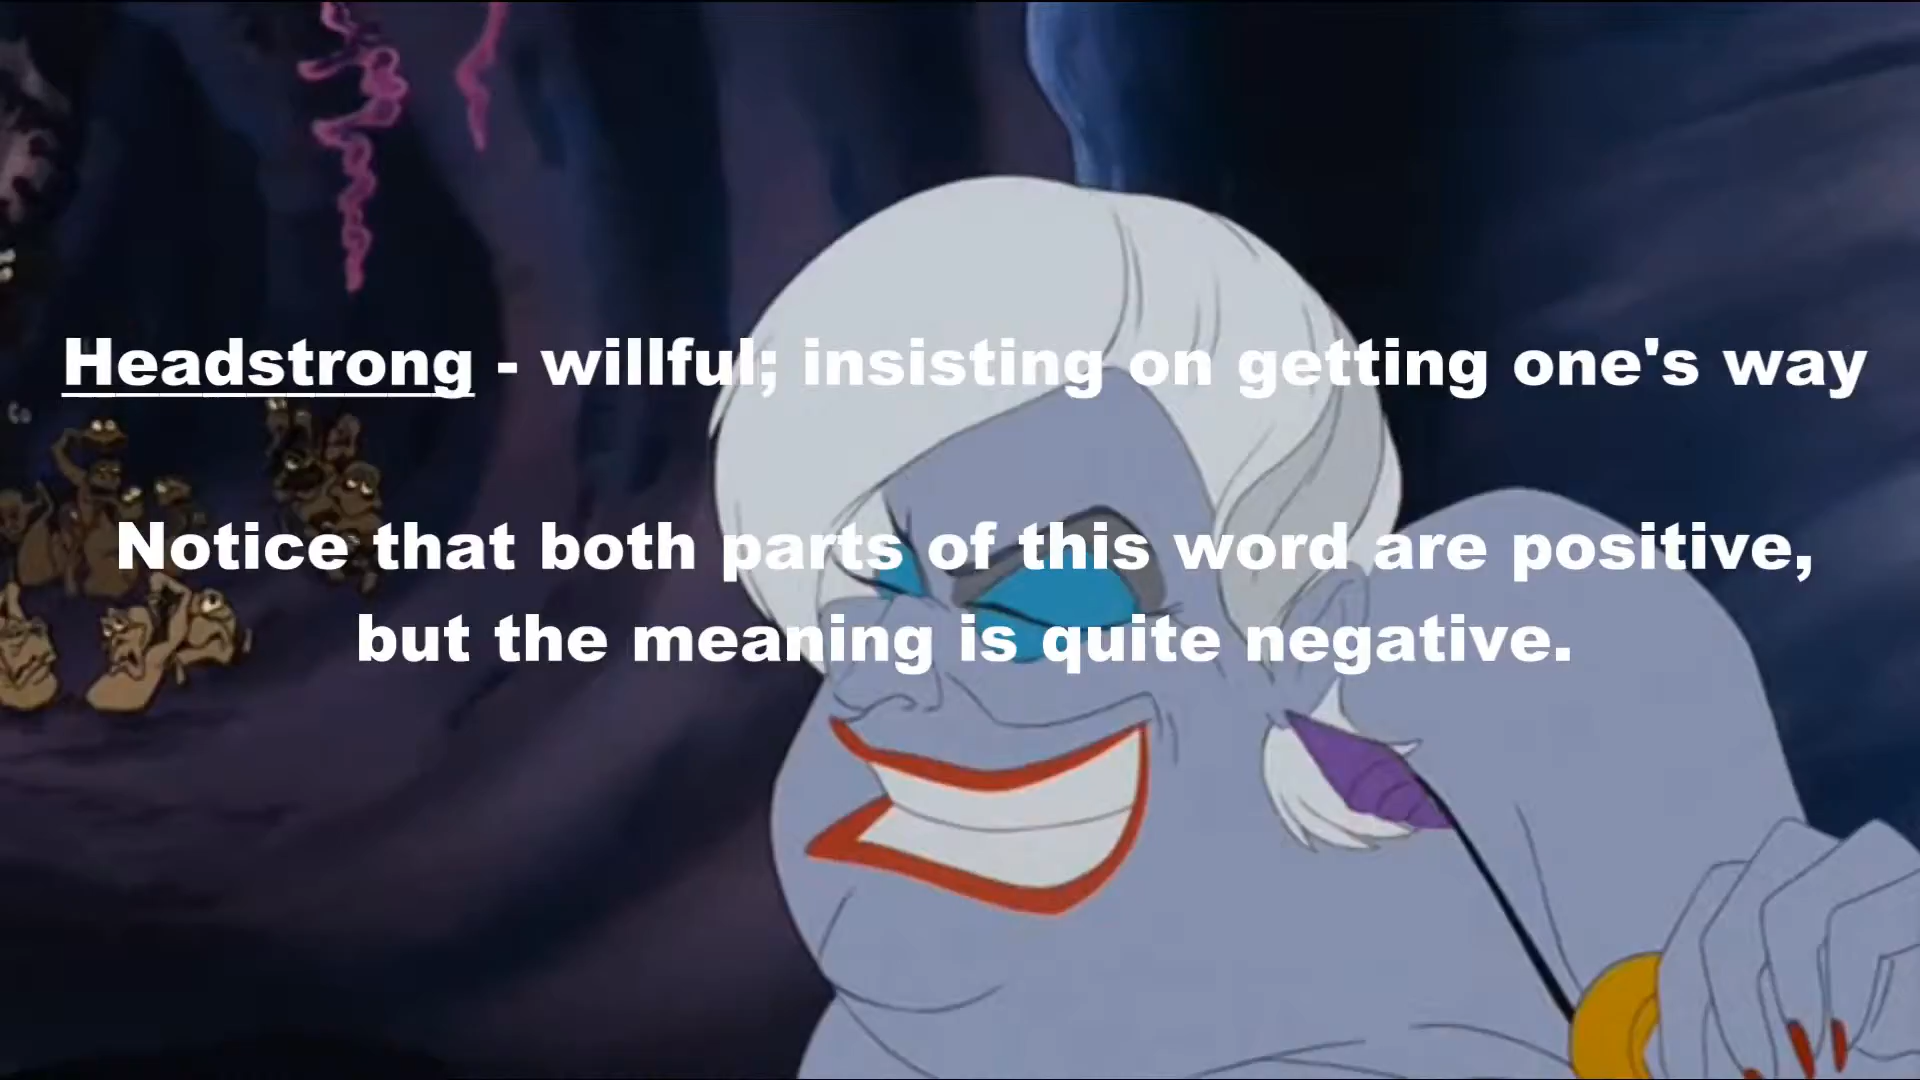 Headstrong - willful; insisting on getting one's way
Notice that both parts of this word are positive,
but the meaning is quite negative.